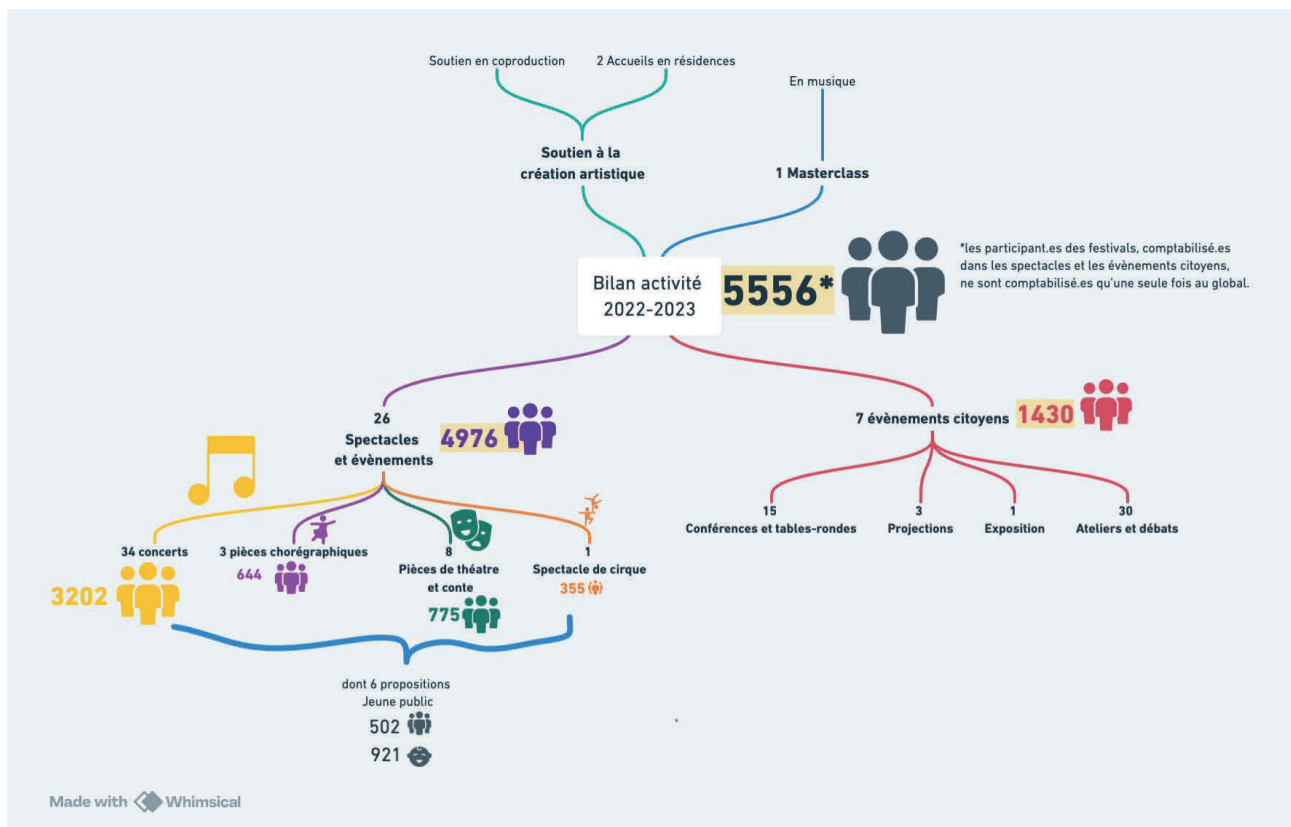 Soutien en coproduction
2 Accueils en résidences
En musique
Soutien à la
création artistique
1 Masterclass
Bilan activité
2022-2023
5556*
*les participant.es des festivals, comptabilisé.es
dans les spectacles et les évènements citoyens,
ne sont comptabilisé.es qu'une seule fois au global.
26
Spectacles
et évènements
4976
7 évènements citoyens
1430
34 concerts
3202
3 pièces chorégraphiques
644
8
Pièces de théatre
et conte
775
1
Spectacle de cirque
355
15
Conférences et tables-rondes
3
Projections
1
Exposition
30
Ateliers et débats
dont 6 propositions
Jeune public
502
921
Made with Whimsical